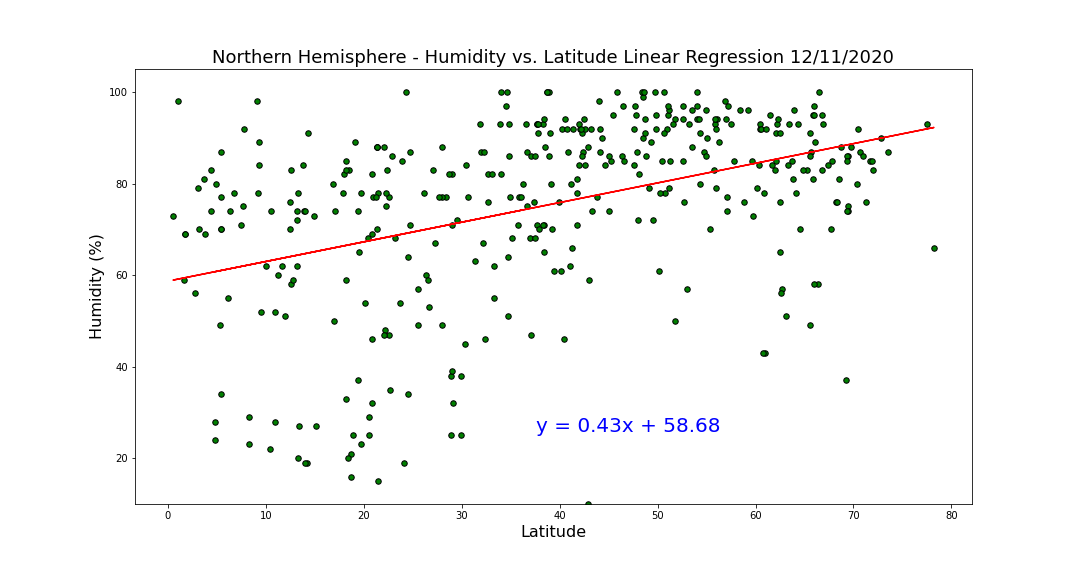 Northern Hemisphere - Humidity vs. Latitude Linear Regression 12/11/2020
100
80
60
40
20
Humidity (%)
y = 0.43x + 58.68
0 10 20 30 40 50 60 70 80
Latitude